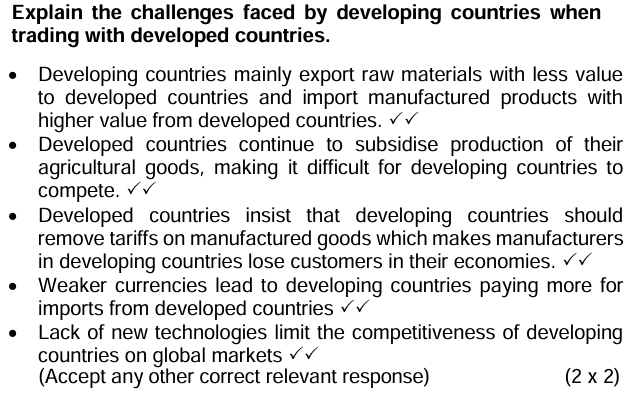 Explain the challenges faced by developing countries when
trading with developed countries.
• Developing countries mainly export raw materials with less value
to developed countries and import manufactured products with
higher value from developed countries. ✓✓
• Developed countries continue to subsidise production of their
agricultural goods, making it difficult for developing countries to
compete. ✓✓
• Developed countries insist that developing countries should
remove tariffs on manufactured goods which makes manufacturers
in developing countries lose customers in their economies. ✓✓
• Weaker currencies lead to developing countries paying more for
imports from developed countries ✓✓
• Lack of new technologies limit the competitiveness of developing
countries on global markets ✓✓
(Accept any other correct relevant response) (2 x 2)